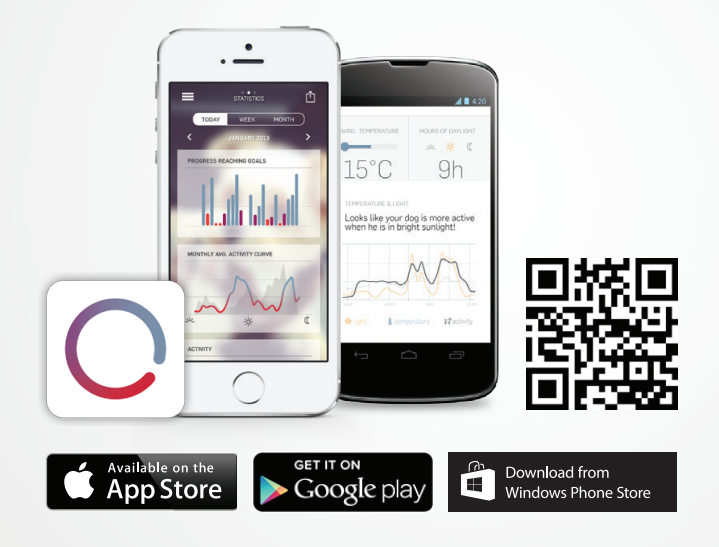 STATISTICS
TODAY WEEK MONTH
JANUARY 2013
PROGRESS REACHING GOALS
MONTHLY AVG. ACTIVITY CURVE
ACTIVITY
4:20
AVRG. TEMPERATURE
15°C
HOURS OF DAYLIGHT
9h
TEMPERATURE & LIGHT
Looks like your dog is more active
when he is in bright sunlight!
light temperature activity
Available on the
App Store
GET IT ON
Google play
Download from
Windows Phone Store